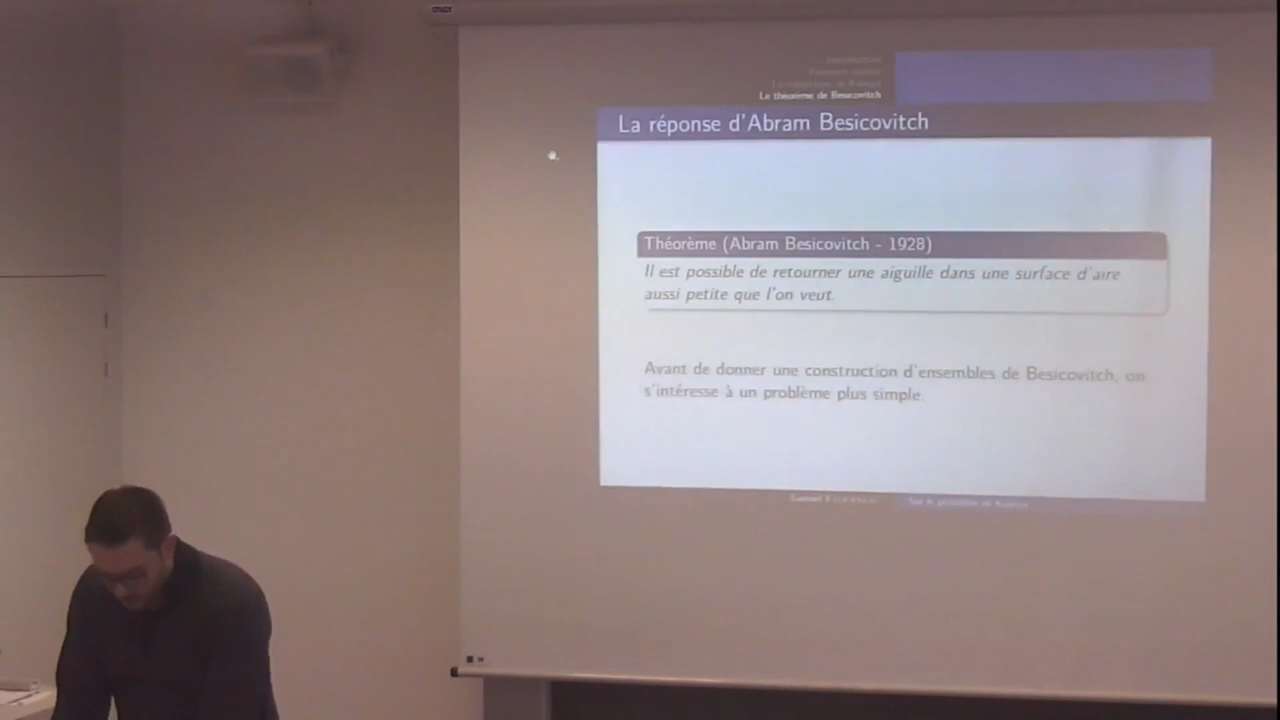 Introduction
Le théorème de Besicovitch
La réponse d'Abram Besicovitch
Théorème (Abram Besicovitch - 1928)
Il est possible de retourner une aiguille dans une surface d'aire
aussi petite que l'on veut.
Avant de donner une construction d'ensembles de Besicovitch, on
s'intéresse à un problème plus simple.